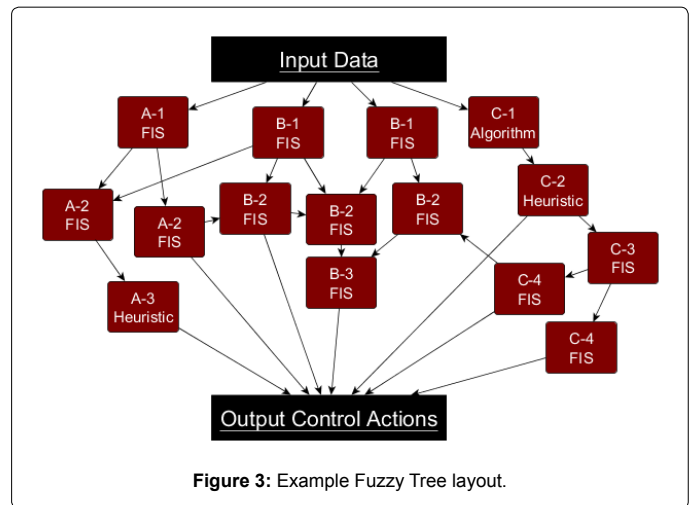 Input Data
A-1
FIS
B-1
FIS
B-1
FIS
C-1
Algorithm
A-2
FIS
A-2
FIS
B-2
FIS
B-2
FIS
B-2
FIS
C-2
Heuristic
C-3
FIS
A-3
Heuristic
B-3
FIS
C-4
FIS
C-4
FIS
Output Control Actions
Figure 3: Example Fuzzy Tree layout.